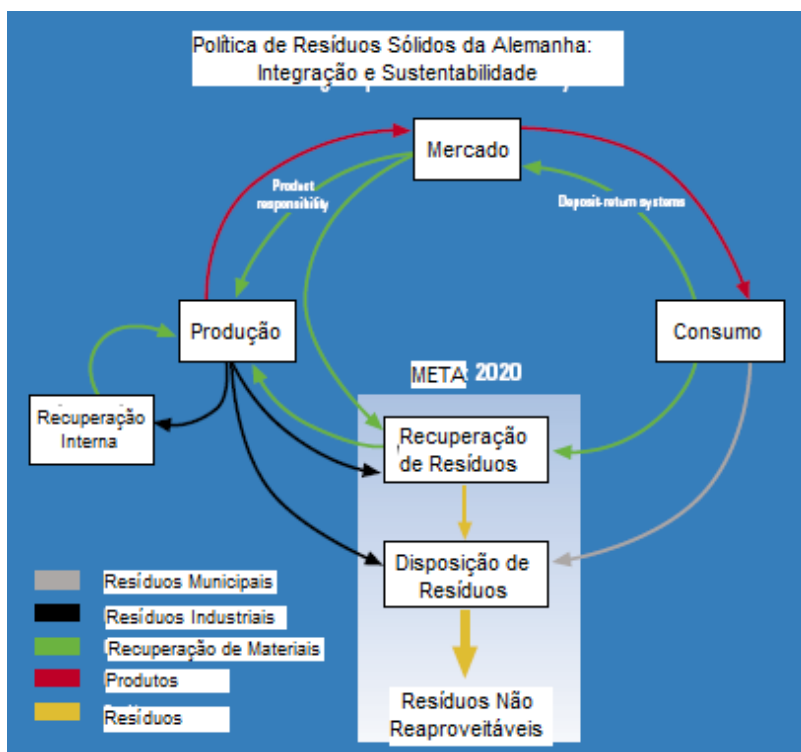 Política de Resíduos Sólidos da Alemanha:
Integração e Sustentabilidade
Mercado
Product
responsibility
Deposit-return systems
Produção
Consumo
META: 2020
Recuperação
Interna
Recuperação
de Resíduos
Disposição de
Resíduos
Resíduos Municipais
Resíduos Industriais
Recuperação de Materiais
Produtos
Resíduos
Resíduos Não
Reaproveitáveis